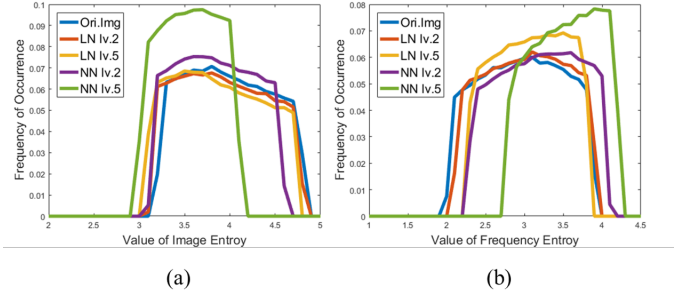 Frequency of Occurrence
0.1
0.09
0.08
0.07
0.06
0.05
0.04
0.03
0.02
0.01
0
Ori.Img
LN lv.2
LN lv.5
NN lv.2
NN lv.5
2 2.5 3 3.5 4 4.5 5
Value of Image Entroy
(a)
Frequency of Occurrence
0.08
0.07
0.06
0.05
0.04
0.03
0.02
0.01
0
Ori.Img
LN lv.2
LN lv.5
NN lv.2
NN lv.5
1 1.5 2 2.5 3 3.5 4 4.5
Value of Frequency Entroy
(b)